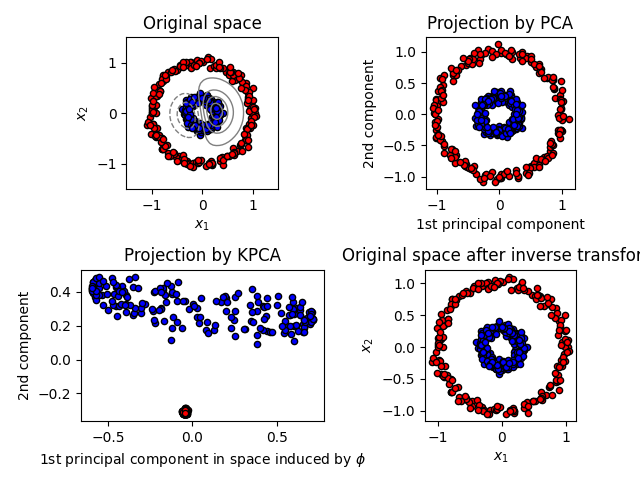 Original space
1
0
−1
x₂
−1
0
1
x₁
Projection by PCA
1.0
0.5
0.0
−0.5
−1.0
2nd component
−1
0
1
1st principal component
Projection by KPCA
0.4
0.2
0.0
−0.2
2nd component
−0.5
0.0
0.5
1st principal component in space induced by ϕ
Original space after inverse transfor
1.0
0.5
0.0
−0.5
−1.0
x₂
−1
0
1
x₁